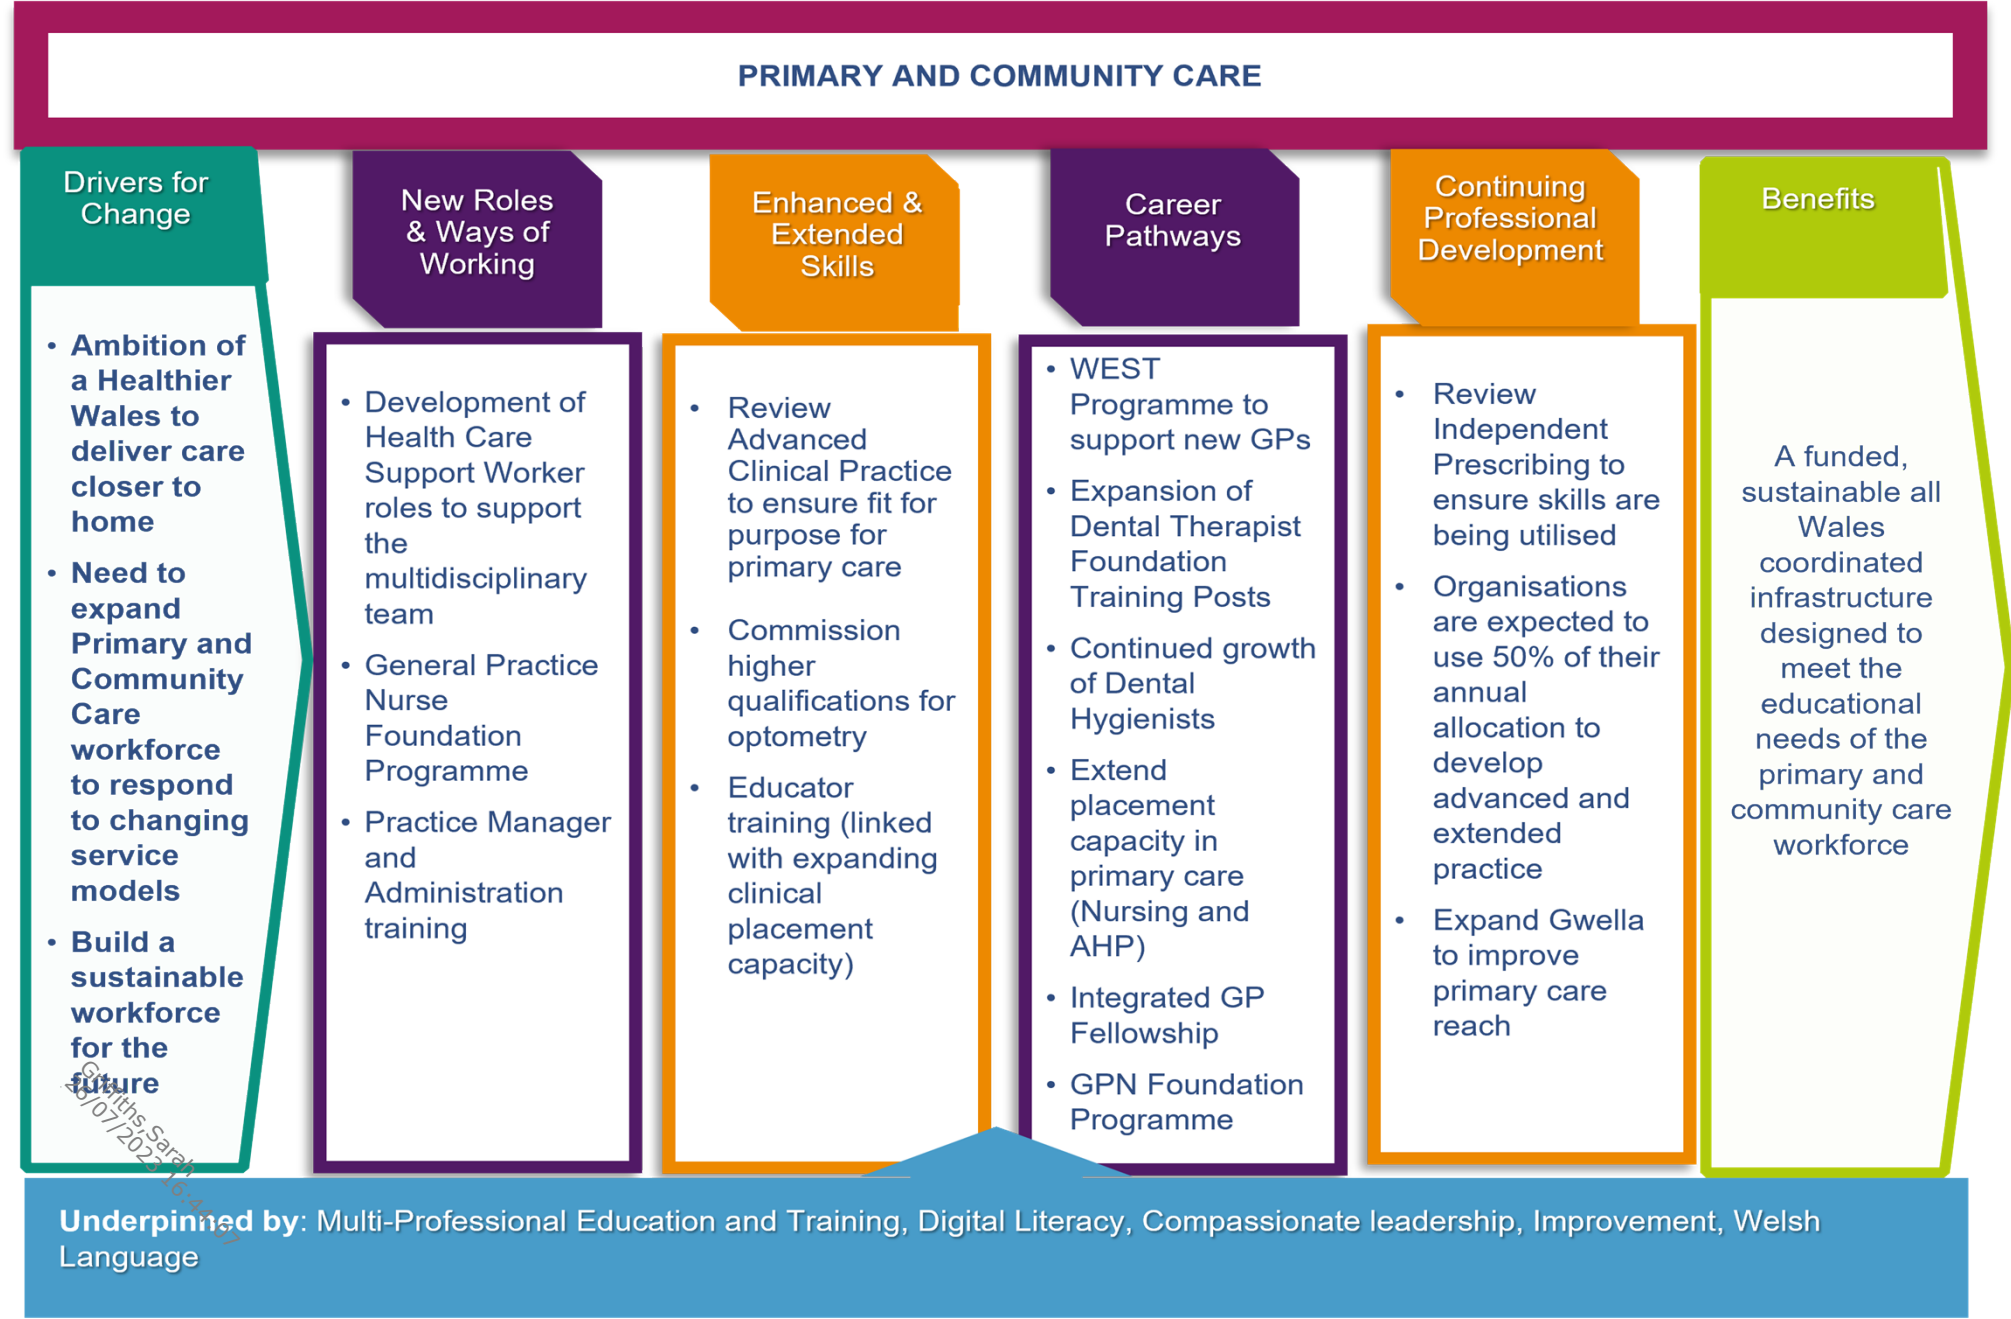 PRIMARY AND COMMUNITY CARE
Drivers for
Change
• Ambition of
a Healthier
Wales to
deliver care
closer to
home
• Need to
expand
Primary and
Community
Care
workforce
to respond
to changing
service
models
• Build a
sustainable
workforce
for the
future
New Roles
& Ways of
Working
• Development of
Health Care
Support Worker
roles to support
the
multidisciplinary
team
• General Practice
Nurse
Foundation
Programme
• Practice Manager
and
Administration
training
Enhanced &
Extended
Skills
• Review
Advanced
Clinical Practice
to ensure fit for
purpose for
primary care
• Commission
higher
qualifications for
optometry
• Educator
training (linked
with expanding
clinical
placement
capacity)
Career
Pathways
• WEST
Programme to
support new GPs
• Expansion of
Dental Therapist
Foundation
Training Posts
• Continued growth
of Dental
Hygienists
• Extend
placement
capacity in
primary care
(Nursing and
AHP)
• Integrated GP
Fellowship
• GPN Foundation
Programme
Continuing
Professional
Development
• Review
Independent
Prescribing to
ensure skills are
being utilised
• Organisations
are expected to
use 50% of their
annual
allocation to
develop
advanced and
extended
practice
• Expand Gwella
to improve
primary care
reach
Benefits
A funded,
sustainable all
Wales
coordinated
infrastructure
designed to
meet the
educational
needs of the
primary and
community care
workforce
Underpinned by: Multi-Professional Education and Training, Digital Literacy, Compassionate leadership, Improvement, Welsh
Language
Griffiths,Sarah
26/07/2023 16:44:07